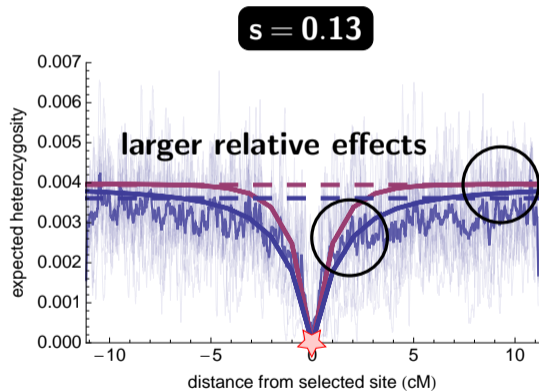 s = 0.13
0.007
0.006
0.005
0.004
0.003
0.002
0.001
0.000
expected heterozygosity
larger relative effects
−10 −5 0 5 10
distance from selected site (cM)